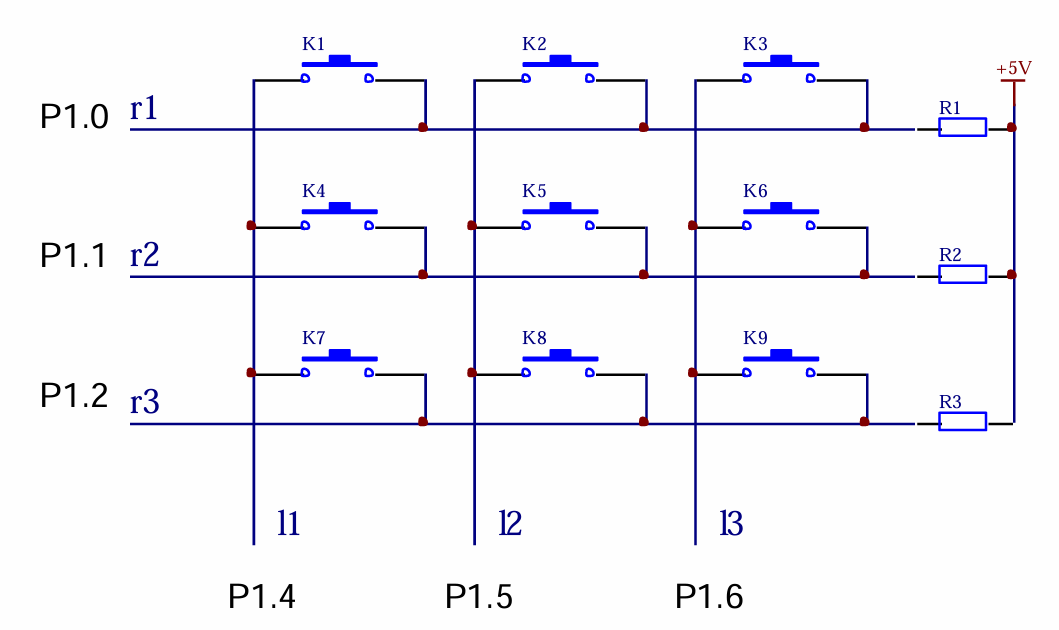 K1 K2 K3
+5V
P1.0 r1 R1
K4 K5 K6
P1.1 r2 R2
K7 K8 K9
P1.2 r3 R3
l1 l2 l3
P1.4 P1.5 P1.6